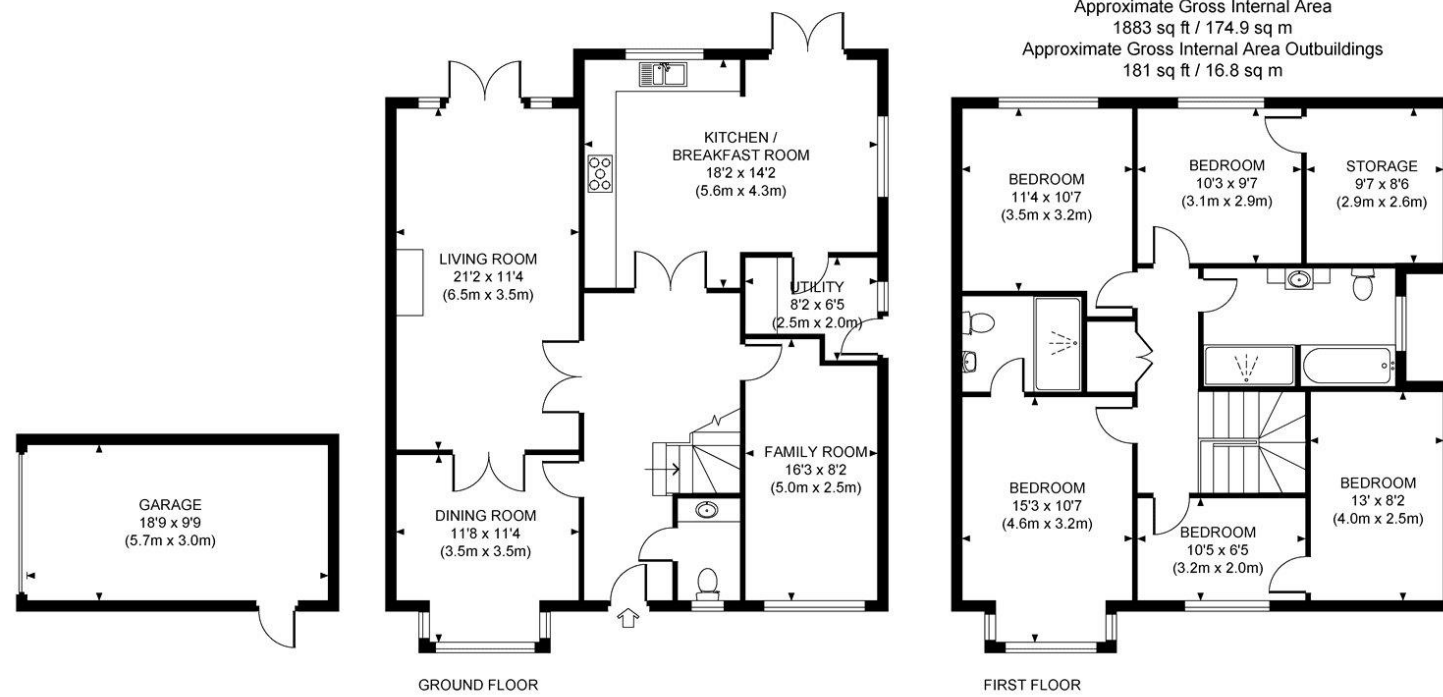 Approximate Gross Internal Area
1883 sq ft / 174.9 sq m
Approximate Gross Internal Area Outbuildings
181 sq ft / 16.8 sq m
KITCHEN /
BREAKFAST ROOM
18'2 x 14'2
(5.6m x 4.3m)
LIVING ROOM
21'2 x 11'4
(6.5m x 3.5m)
UTILITY
8'2 x 6'5
(2.5m x 2.0m)
FAMILY ROOM
16'3 x 8'2
(5.0m x 2.5m)
DINING ROOM
11'8 x 11'4
(3.5m x 3.5m)
GARAGE
18'9 x 9'9
(5.7m x 3.0m)
GROUND FLOOR
BEDROOM
11'4 x 10'7
(3.5m x 3.2m)
BEDROOM
10'3 x 9'7
(3.1m x 2.9m)
STORAGE
9'7 x 8'6
(2.9m x 2.6m)
BEDROOM
15'3 x 10'7
(4.6m x 3.2m)
BEDROOM
10'5 x 6'5
(3.2m x 2.0m)
BEDROOM
13' x 8'2
(4.0m x 2.5m)
FIRST FLOOR